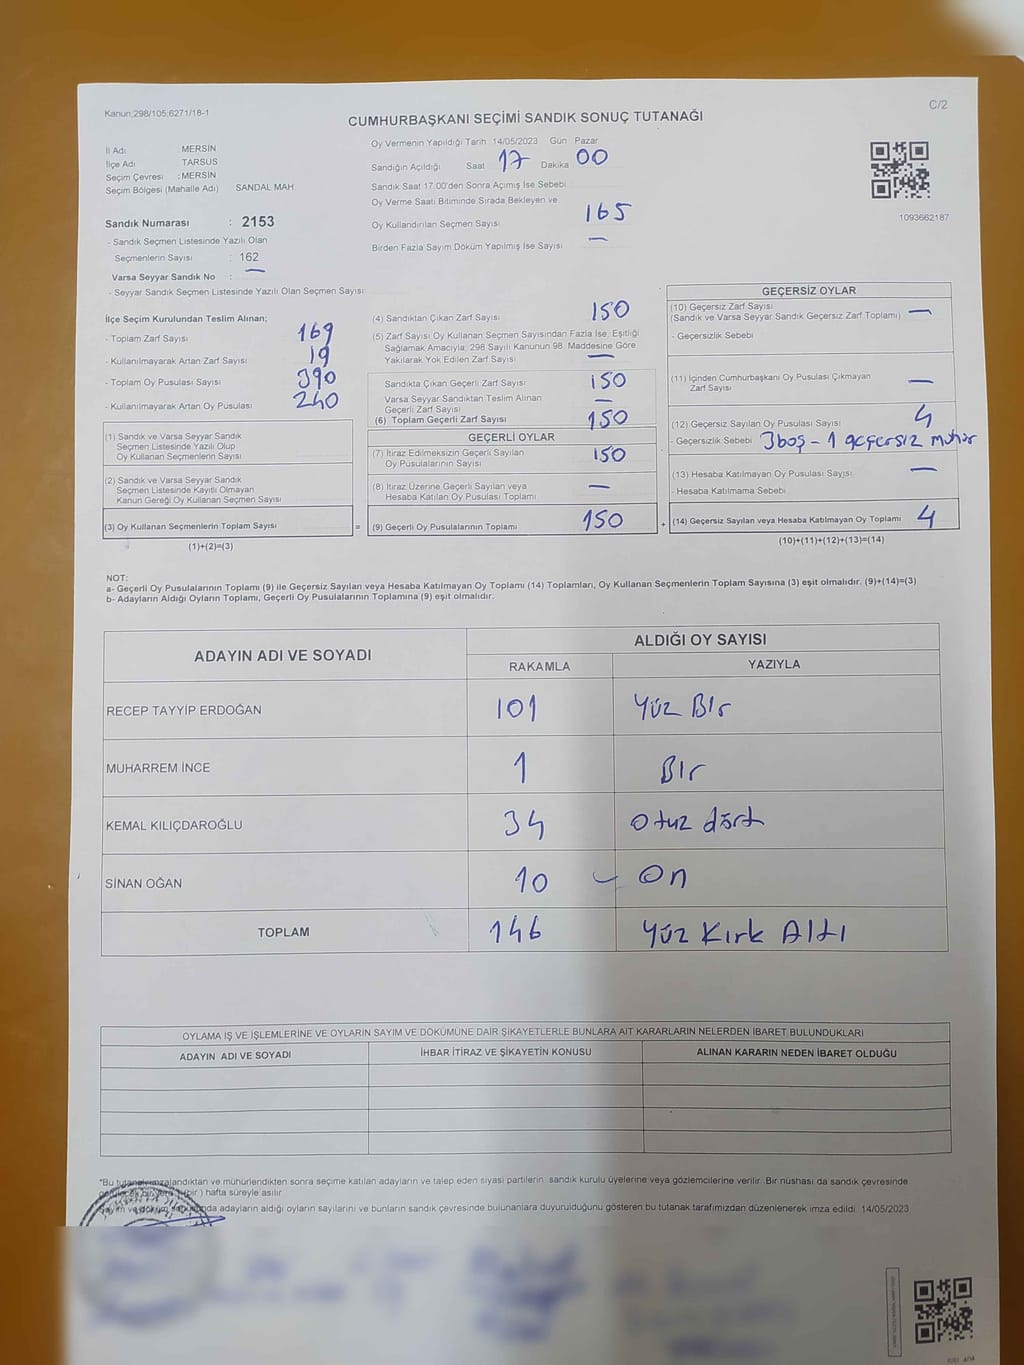 Kanun:298/105;6271/18-1
C/2
CUMHURBAŞKANI SEÇİMİ SANDIK SONUÇ TUTANAĞI
İl Adı : MERSİN
İlçe Adı TARSUS
Seçim Çevresi : MERSİN
Seçim Bölgesi (Mahalle Adı) SANDAL MAH
Sandık Numarası : 2153
- Sandık Seçmen Listesinde Yazılı Olan
Seçmenlerin Sayısı : 162
Varsa Seyyar Sandık No : —
- Seyyar Sandık Seçmen Listesinde Yazılı Olan Seçmen Sayısı:
Oy Vermenin Yapıldığı Tarih 14/05/2023 Gün Pazar
Sandığın Açıldığı Saat 17 Dakika 00
Sandık Saat 17:00'den Sonra Açımış İse Sebebi
Oy Verme Saati Bitiminde Sırada Bekleyen ve
Oy Kullandırılan Seçmen Sayısı 165
Birden Fazla Sayım Döküm Yapılmış İse Sayısı —
1093662187
İlçe Seçim Kurulundan Teslim Alınan;
- Toplam Zarf Sayısı 169
- Kullanılmayarak Artan Zarf Sayısı 19
- Toplam Oy Pusulası Sayısı 390
- Kullanılmayarak Artan Oy Pusulası 240
(1) Sandık ve Varsa Seyyar Sandık
Seçmen Listesinde Yazılı Olup
Oy Kullanan Seçmenlerin Sayısı
(2) Sandık ve Varsa Seyyar Sandık
Seçmen Listesinde Kayıtlı Olmayan
Kanun Gereği Oy Kullanan Seçmen Sayısı
(3) Oy Kullanan Seçmenlerin Toplam Sayısı
(1)+(2)=(3)
=
(4) Sandıktan Çıkan Zarf Sayısı 150
(5) Zarf Sayısı Oy Kullanan Seçmen Sayısından Fazla İse, Eşitliği
Sağlamak Amacıyla, 298 Sayılı Kanunun 98. Maddesine Göre
Yakılarak Yok Edilen Zarf Sayısı —
Sandıkta Çıkan Geçerli Zarf Sayısı 150
Varsa Seyyar Sandıktan Teslim Alınan
Geçerli Zarf Sayısı —
(6) Toplam Geçerli Zarf Sayısı 150
GEÇERLİ OYLAR
(7) İtiraz Edilmeksizin Geçerli Sayılan
Oy Pusulalarının Sayısı 150
(8) İtiraz Üzerine Geçerli Sayılan veya
Hesaba Katılan Oy Pusulası Toplamı —
(9) Geçerli Oy Pusulalarının Toplamı 150
+
GEÇERSİZ OYLAR
(10) Geçersiz Zarf Sayısı
(Sandık ve Varsa Seyyar Sandık Geçersiz Zarf Toplamı) —
- Geçersizlik Sebebi
(11) İçinden Cumhurbaşkanı Oy Pusulası Çıkmayan
Zarf Sayısı —
(12) Geçersiz Sayılan Oy Pusulası Sayısı 4
- Geçersizlik Sebebi 3 boş - 1 geçersiz mühür
(13) Hesaba Katılmayan Oy Pusulası Sayısı —
- Hesaba Katılmama Sebebi
(14) Geçersiz Sayılan veya Hesaba Katılmayan Oy Toplamı 4
(10)+(11)+(12)+(13)=(14)
NOT:
a- Geçerli Oy Pusulalarının Toplamı (9) ile Geçersiz Sayılan veya Hesaba Katılmayan Oy Toplamı (14) Toplamları, Oy Kullanan Seçmenlerin Toplam Sayısına (3) eşit olmalıdır. (9)+(14)=(3)
b- Adayların Aldığı Oyların Toplamı, Geçerli Oy Pusulalarının Toplamına (9) eşit olmalıdır.
ADAYIN ADI VE SOYADI
ALDIĞI OY SAYISI
RAKAMLA YAZIYLA
RECEP TAYYİP ERDOĞAN 101 Yüz Bir
MUHARREM İNCE 1 Bir
KEMAL KILIÇDAROĞLU 34 Otuz dört
SİNAN OĞAN 10 On
TOPLAM 146 Yüz Kırk Altı
OYLAMA İŞ VE İŞLEMLERİNE VE OYLARIN SAYIM VE DÖKÜMÜNE DAİR ŞİKAYETLERLE BUNLARA AİT KARARLARIN NELERDEN İBARET BULUNDUKLARI
ADAYIN ADI VE SOYADI İHBAR İTİRAZ VE ŞİKAYETİN KONUSU ALINAN KARARIN NEDEN İBARET OLDUĞU
*Bu tutanak imzalandıktan ve mühürlendikten sonra seçime katılan adayların ve talep eden siyasi partilerin sandık kurulu üyelerine veya gözlemcilerine verilir. Bir nüshası da sandık çevresinde
(bir) hafta süreyle asılır
Sayım ve döküm sonucunda adayların aldığı oyların sayılarını ve bunların sandık çevresinde bulunanlara duyurulduğunu gösteren bu tutanak tarafımızdan düzenlenerek imza edildi. 14/05/2023